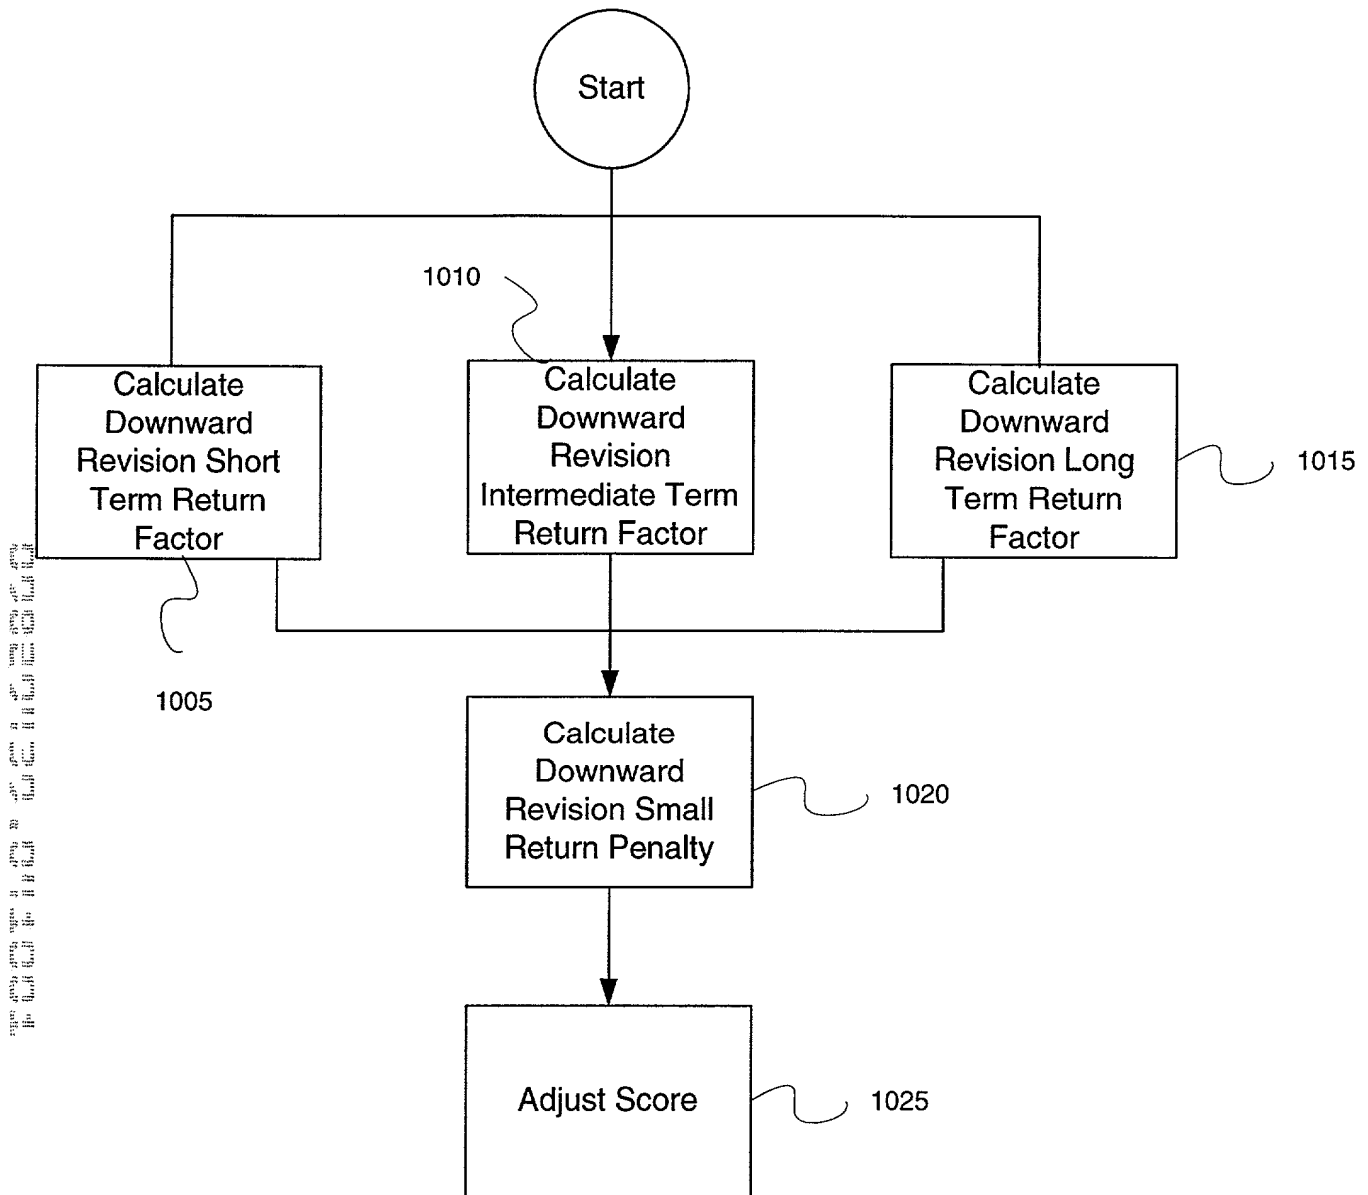 Start
1010
Calculate
Downward
Revision Short
Term Return
Factor
Calculate
Downward
Revision
Intermediate Term
Return Factor
Calculate
Downward
Revision Long
Term Return
Factor
1015
1005
Calculate
Downward
Revision Small
Return Penalty
1020
Adjust Score
1025